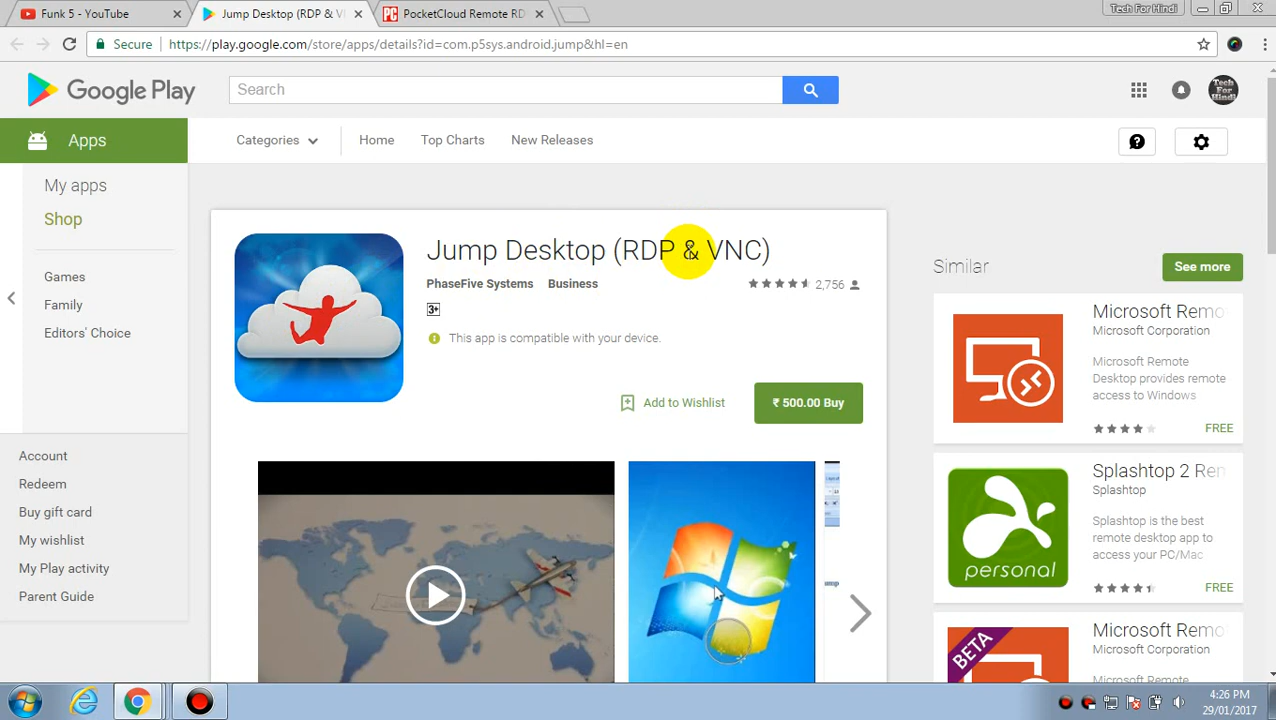 Funk 5 - YouTube
Jump Desktop (RDP & V
PocketCloud Remote RD
Tech For Hindi
Secure
https://play.google.com/store/apps/details?id=com.p5sys.android.jump&hl=en
Google Play
Search
Tech For Hindi
Apps
Categories
Home
Top Charts
New Releases
My apps
Shop
Games
Family
Editors' Choice
Account
Redeem
Buy gift card
My wishlist
My Play activity
Parent Guide
Jump Desktop (RDP & VNC)
PhaseFive Systems
Business
2,756
3+
This app is compatible with your device.
Add to Wishlist
₹ 500.00 Buy
Similar
See more
Microsoft Remo
Microsoft Corporation
Microsoft Remote
Desktop provides remote
access to Windows
FREE
personal
Splashtop 2 Rem
Splashtop
Splashtop is the best
remote desktop app to
access your PC/Mac
FREE
BETA
Microsoft Remo
Microsoft Corporation
Microsoft Remote
4:26 PM
29/01/2017